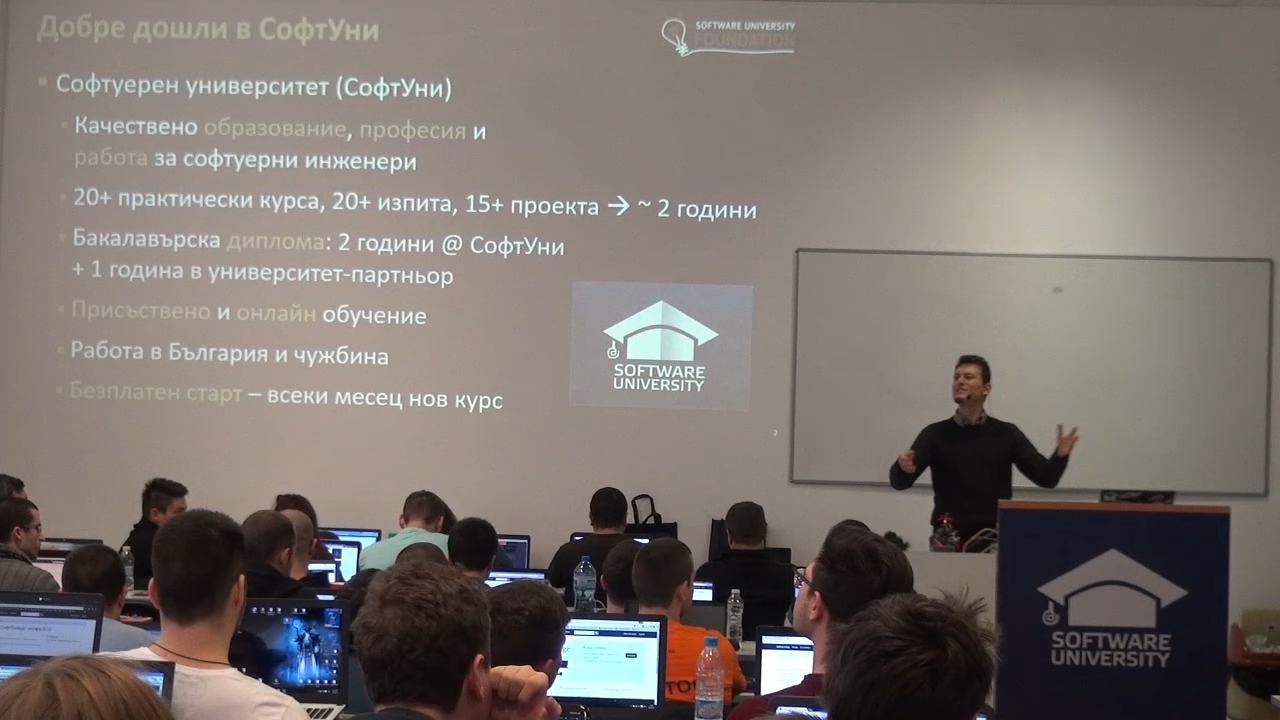 Добре дошли в СофтУни
SOFTWARE UNIVERSITY
FOUNDATION
Софтуерен университет (СофтУни)
Качествено образование, професия и
работа за софтуерни инженери
20+ практически курса, 20+ изпита, 15+ проекта → ~ 2 години
Бакалавърска диплома: 2 години @ СофтУни
+ 1 година в университет-партньор
Присъствено и онлайн обучение
Работа в България и чужбина
Безплатен старт – всеки месец нов курс
SOFTWARE
UNIVERSITY
2
SOFTWARE
UNIVERSITY